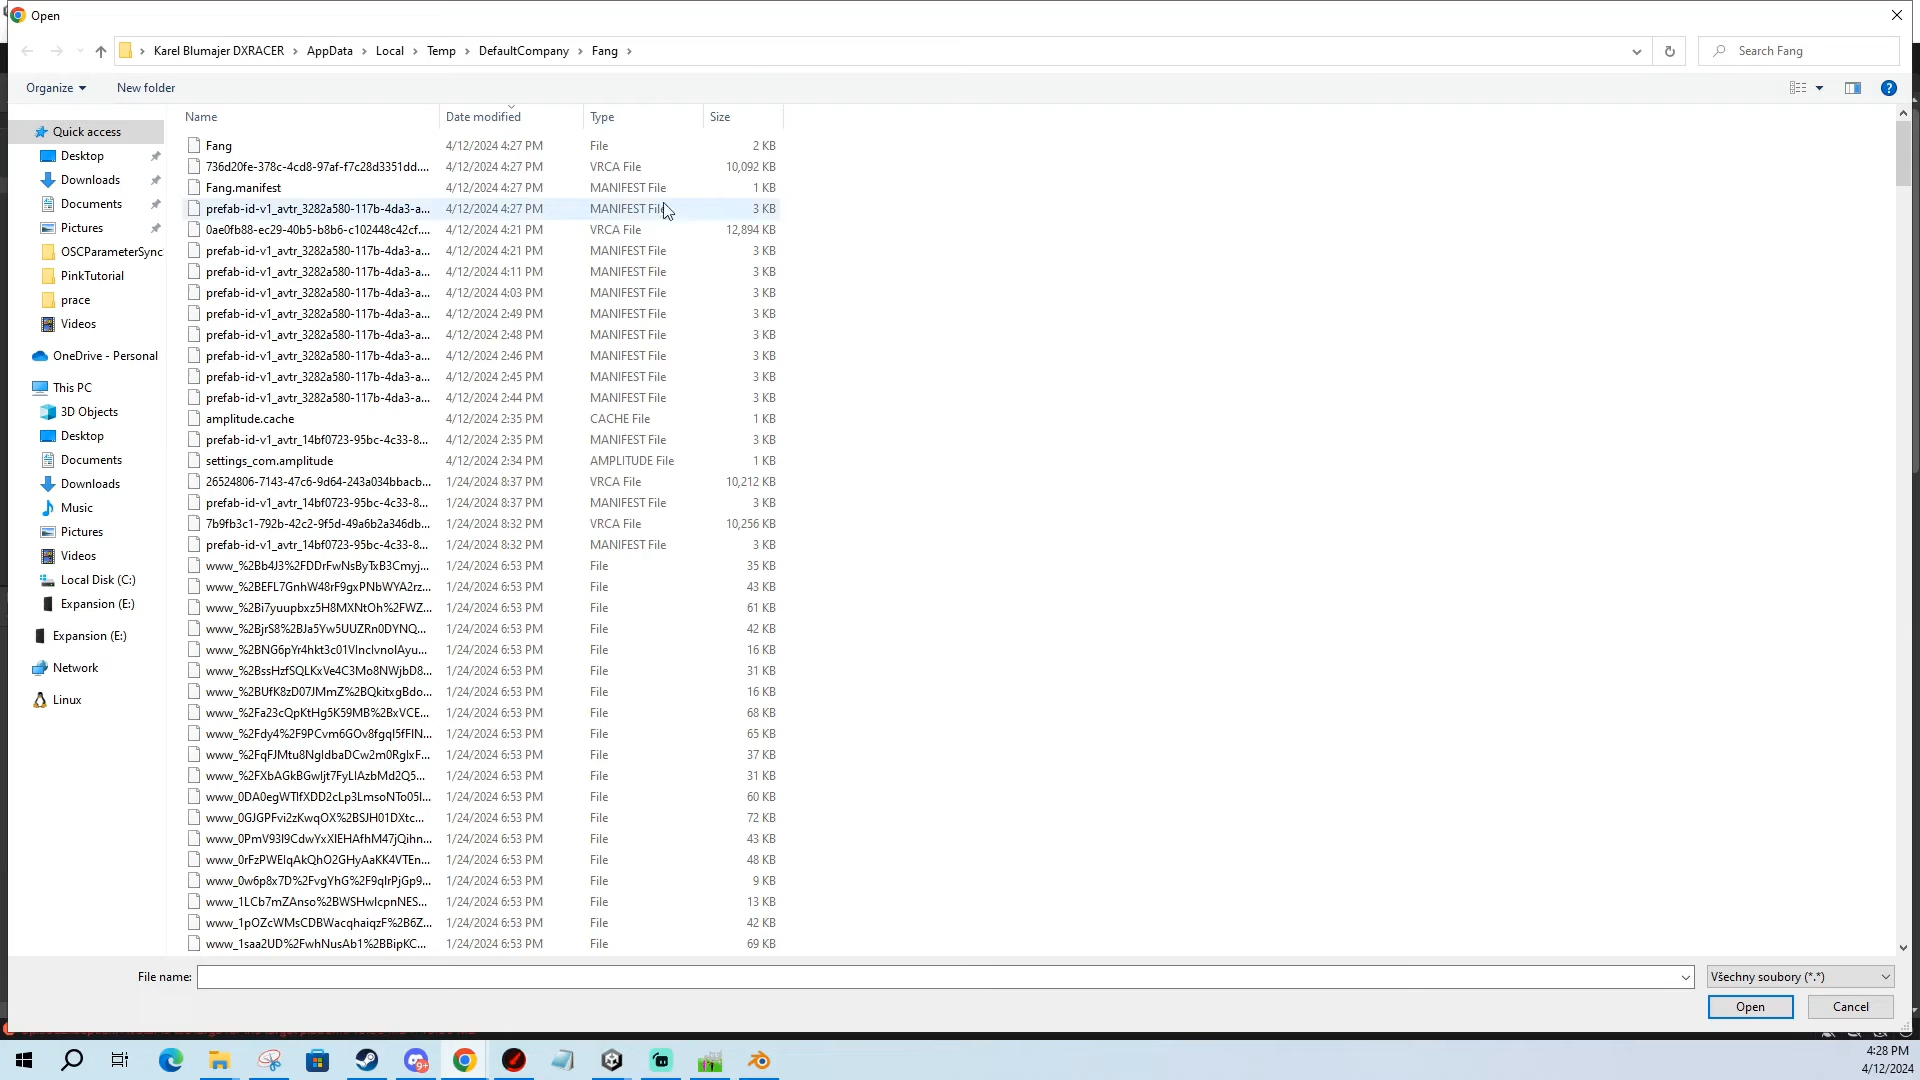 Open
Karel Blumajer DXRACER > AppData > Local > Temp > DefaultCompany > Fang >
Search Fang
Organize
New folder
Name Date modified Type Size
Quick access
Desktop
Downloads
Documents
Pictures
OSCParameterSync
PinkTutorial
prace
Videos
OneDrive - Personal
This PC
3D Objects
Desktop
Documents
Downloads
Music
Pictures
Videos
Local Disk (C:)
Expansion (E:)
Expansion (E:)
Network
Linux
Fang 4/12/2024 4:27 PM File 2 KB
736d20fe-378c-4cd8-97af-f7c28d3351dd.... 4/12/2024 4:27 PM VRCA File 10,092 KB
Fang.manifest 4/12/2024 4:27 PM MANIFEST File 1 KB
prefab-id-v1_avtr_3282a580-117b-4da3-a... 4/12/2024 4:27 PM MANIFEST File 3 KB
0ae0fb88-ec29-40b5-b8b6-c102448c42cf.... 4/12/2024 4:21 PM VRCA File 12,894 KB
prefab-id-v1_avtr_3282a580-117b-4da3-a... 4/12/2024 4:21 PM MANIFEST File 3 KB
prefab-id-v1_avtr_3282a580-117b-4da3-a... 4/12/2024 4:11 PM MANIFEST File 3 KB
prefab-id-v1_avtr_3282a580-117b-4da3-a... 4/12/2024 4:03 PM MANIFEST File 3 KB
prefab-id-v1_avtr_3282a580-117b-4da3-a... 4/12/2024 2:49 PM MANIFEST File 3 KB
prefab-id-v1_avtr_3282a580-117b-4da3-a... 4/12/2024 2:48 PM MANIFEST File 3 KB
prefab-id-v1_avtr_3282a580-117b-4da3-a... 4/12/2024 2:46 PM MANIFEST File 3 KB
prefab-id-v1_avtr_3282a580-117b-4da3-a... 4/12/2024 2:45 PM MANIFEST File 3 KB
prefab-id-v1_avtr_3282a580-117b-4da3-a... 4/12/2024 2:44 PM MANIFEST File 3 KB
amplitude.cache 4/12/2024 2:35 PM CACHE File 1 KB
prefab-id-v1_avtr_14bf0723-95bc-4c33-8... 4/12/2024 2:35 PM MANIFEST File 3 KB
settings_com.amplitude 4/12/2024 2:34 PM AMPLITUDE File 1 KB
26524806-7143-47c6-9d64-243a034bbacb... 1/24/2024 8:37 PM VRCA File 10,212 KB
prefab-id-v1_avtr_14bf0723-95bc-4c33-8... 1/24/2024 8:37 PM MANIFEST File 3 KB
7b9fb3c1-792b-42c2-9f5d-49a6b2a346db... 1/24/2024 8:32 PM VRCA File 10,256 KB
prefab-id-v1_avtr_14bf0723-95bc-4c33-8... 1/24/2024 8:32 PM MANIFEST File 3 KB
www_%2Bb4J3%2FDDrFwNsByTxB3Cmyj... 1/24/2024 6:53 PM File 35 KB
www_%2BEFL7GnhW48rF9gxPNbWYA2rz... 1/24/2024 6:53 PM File 43 KB
www_%2Bi7yuupbxz5H8MXNtOh%2FWZ... 1/24/2024 6:53 PM File 61 KB
www_%2BjrS8%2BJa5Yw5UUZRn0DYNQ... 1/24/2024 6:53 PM File 42 KB
www_%2BNG6pYr4hkt3c01VlnclvnolAyu... 1/24/2024 6:53 PM File 16 KB
www_%2BssHzfSQLKxVe4C3Mo8NWjbD8... 1/24/2024 6:53 PM File 31 KB
www_%2BUfK8zD07JMmZ%2BQkitxgBdo... 1/24/2024 6:53 PM File 16 KB
www_%2Fa23cQpKtHg5K59MB%2BxVCE... 1/24/2024 6:53 PM File 68 KB
www_%2Fdy4%2F9PCvm6GOv8fgqI5fFIN... 1/24/2024 6:53 PM File 65 KB
www_%2FqFJMtu8NgldbaDCw2m0RglxF... 1/24/2024 6:53 PM File 37 KB
www_%2FXbAGkBGwljt7FyLlAzbMd2Q5... 1/24/2024 6:53 PM File 31 KB
www_0DA0egWTlfXDD2cLp3LmsoNTo05l... 1/24/2024 6:53 PM File 60 KB
www_0GJGPFvi2zKwqOX%2BSJH01DXtc... 1/24/2024 6:53 PM File 72 KB
www_0PmV93l9CdwYxXlEHAfhM47jQihn... 1/24/2024 6:53 PM File 43 KB
www_0rFzPWElqAkQhO2GHyAaKK4VTEn... 1/24/2024 6:53 PM File 48 KB
www_0w6p8x7D%2FvgYhG%2F9qlrPjGp9... 1/24/2024 6:53 PM File 9 KB
www_1LCb7mZAnso%2BWSHwlcpnNES... 1/24/2024 6:53 PM File 13 KB
www_1pOZcWMsCDBWacqhaiqzF%2B6Z... 1/24/2024 6:53 PM File 42 KB
www_1saa2UD%2FwhNusAb1%2BBipKC... 1/24/2024 6:53 PM File 69 KB
File name:
Všechny soubory (*.*)
Open
Cancel
9+
4:28 PM
4/12/2024